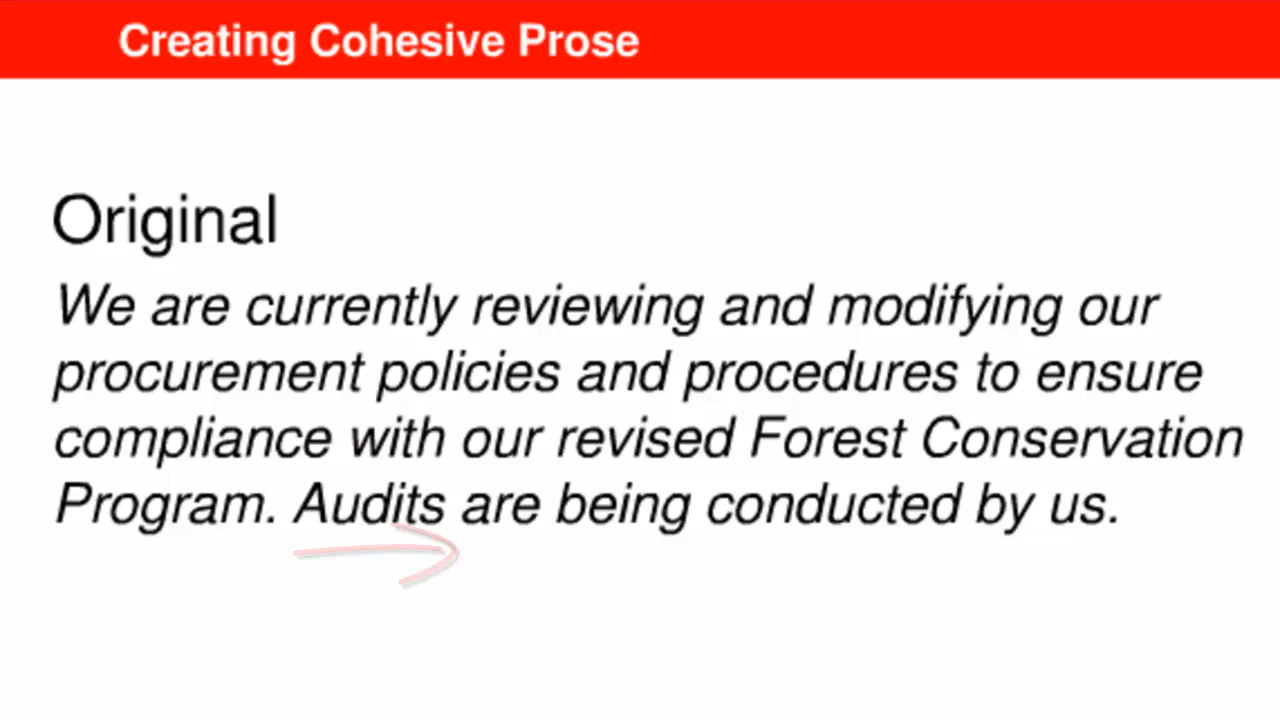 Creating Cohesive Prose
Original
We are currently reviewing and modifying our
procurement policies and procedures to ensure
compliance with our revised Forest Conservation
Program. Audits are being conducted by us.